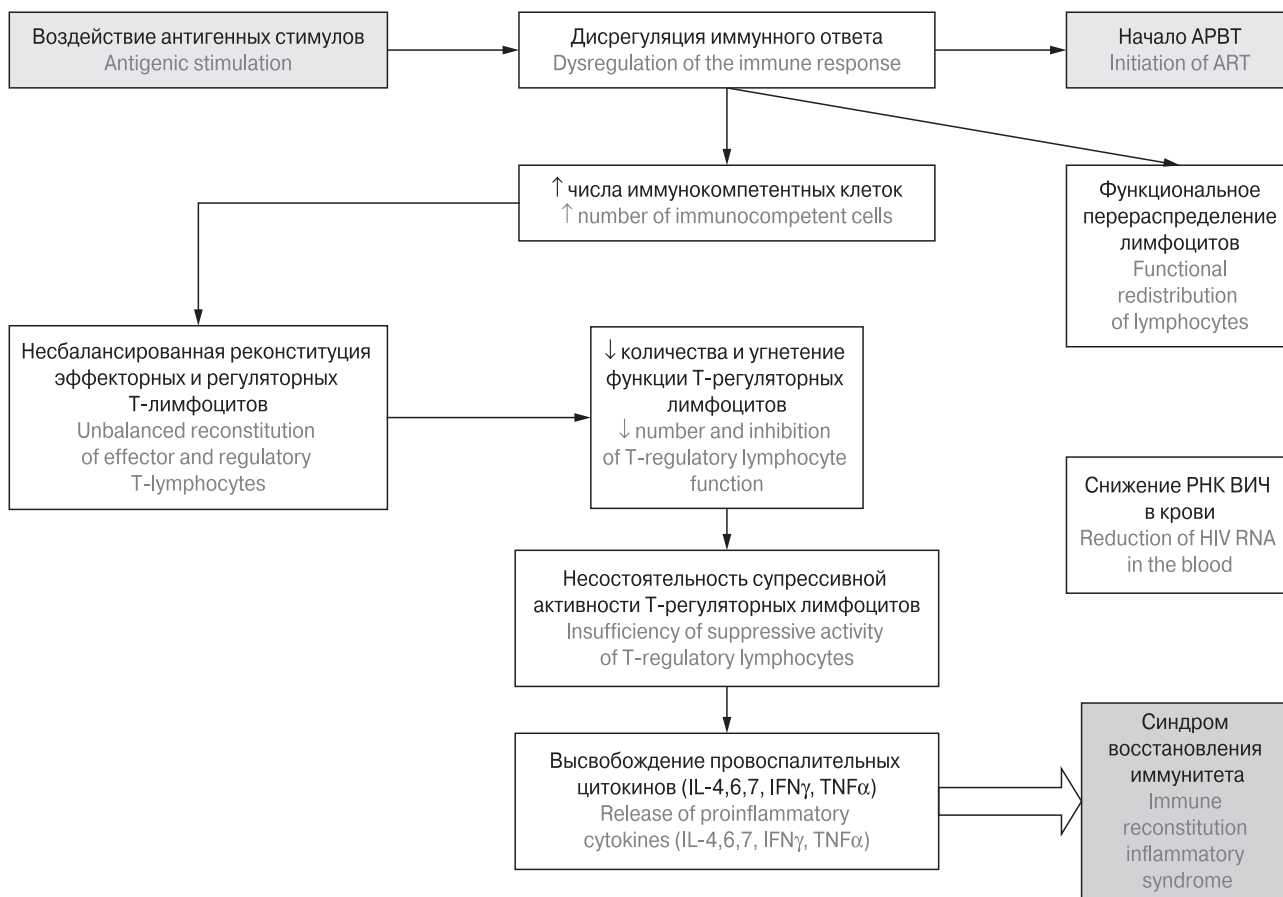 Воздействие антигенных стимулов
Antigenic stimulation
Дисрегуляция иммунного ответа
Dysregulation of the immune response
Начало АРВТ
Initiation of ART
↑ числа иммунокомпетентных клеток
↑ number of immunocompetent cells
Функциональное
перераспределение
лимфоцитов
Functional
redistribution
of lymphocytes
Несбалансированная реконституция
эффекторных и регуляторных
Т-лимфоцитов
Unbalanced reconstitution
of effector and regulatory
T-lymphocytes
↓ количества и угнетение
функции Т-регуляторных
лимфоцитов
↓ number and inhibition
of T-regulatory lymphocyte
function
Снижение РНК ВИЧ
в крови
Reduction of HIV RNA
in the blood
Несостоятельность супрессивной
активности Т-регуляторных лимфоцитов
Insufficiency of suppressive activity
of T-regulatory lymphocytes
Высвобождение провоспалительных
цитокинов (IL-4,6,7, IFNγ, TNFα)
Release of proinflammatory
cytokines (IL-4,6,7, IFNγ, TNFα)
Синдром
восстановления
иммунитета
Immune
reconstitution
inflammatory
syndrome